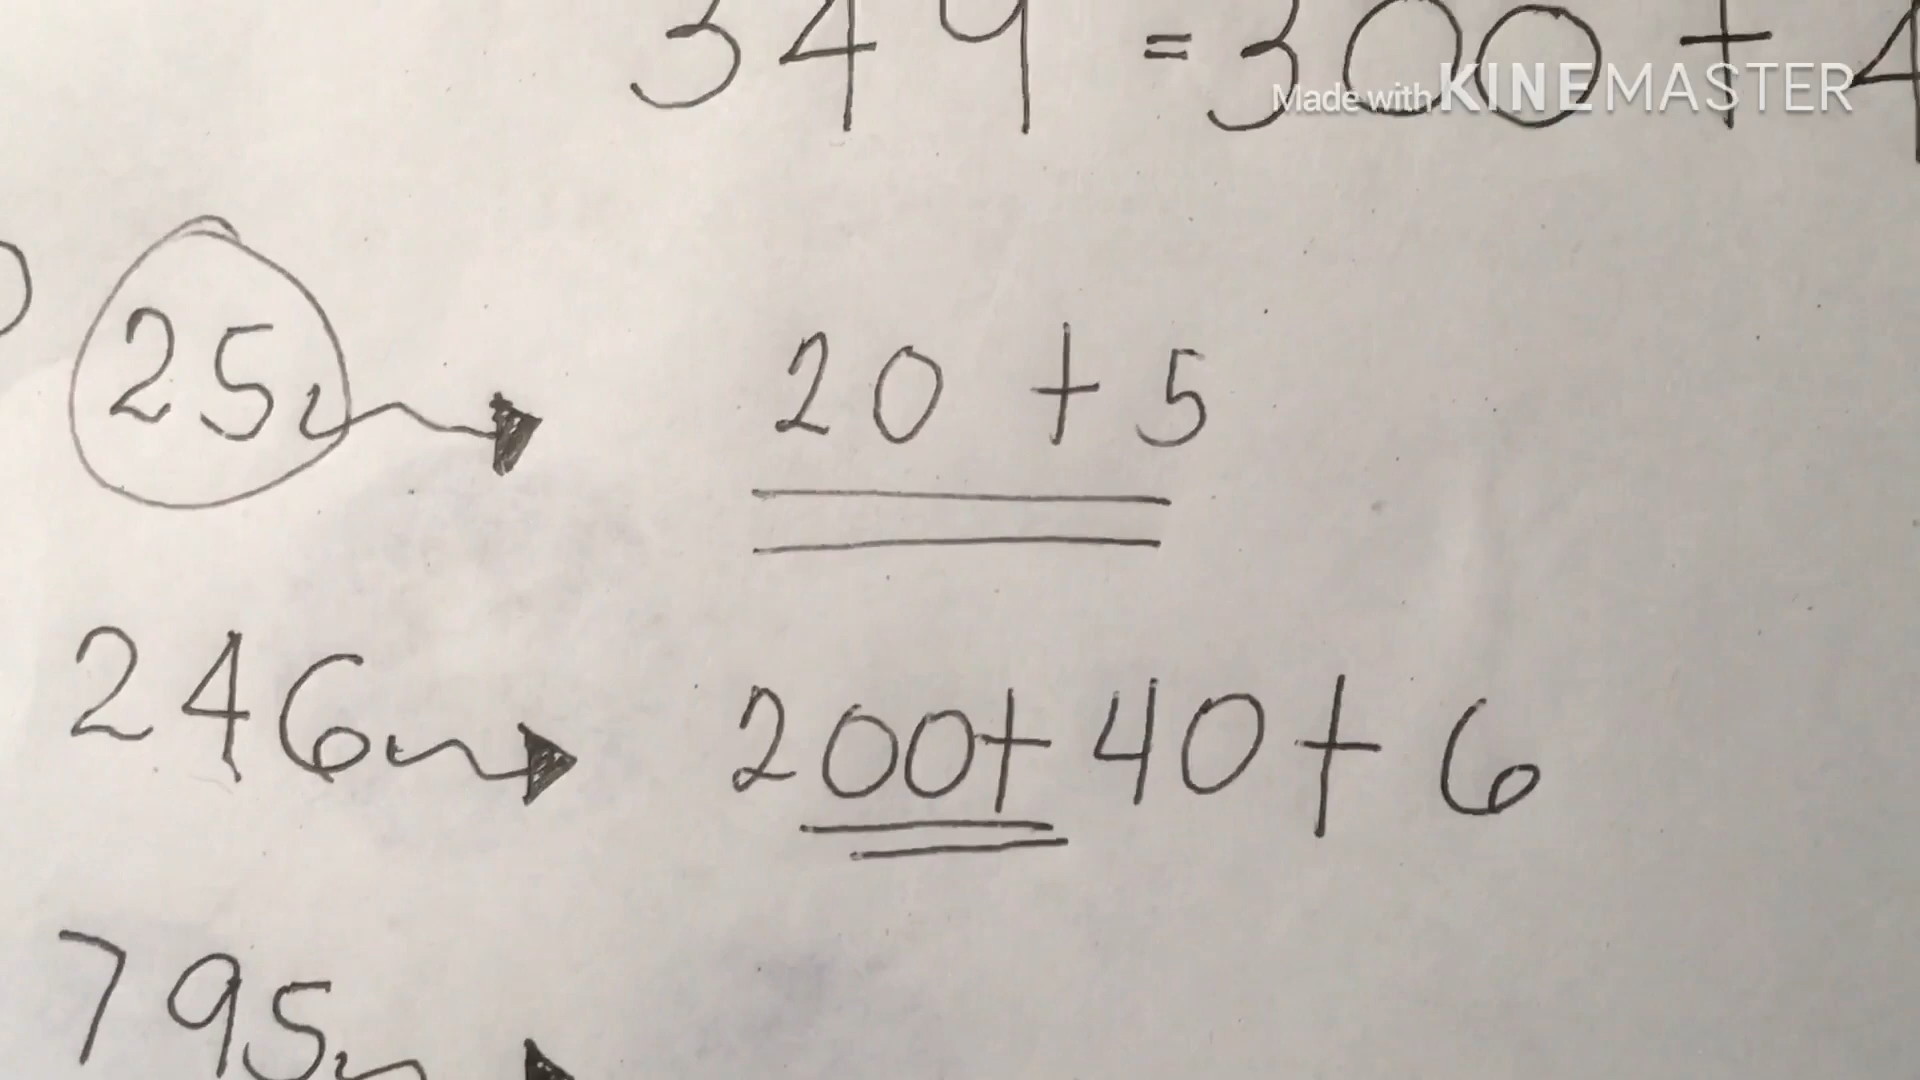 349 = 300 + 4
Made with KINEMASTER
25 → 20 + 5
246 → 200 + 40 + 6
795 →